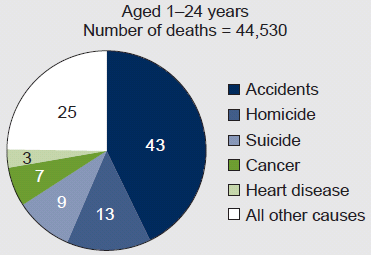 Aged 1–24 years
Number of deaths = 44,530
25
43
3
7
9
13
Accidents
Homicide
Suicide
Cancer
Heart disease
All other causes